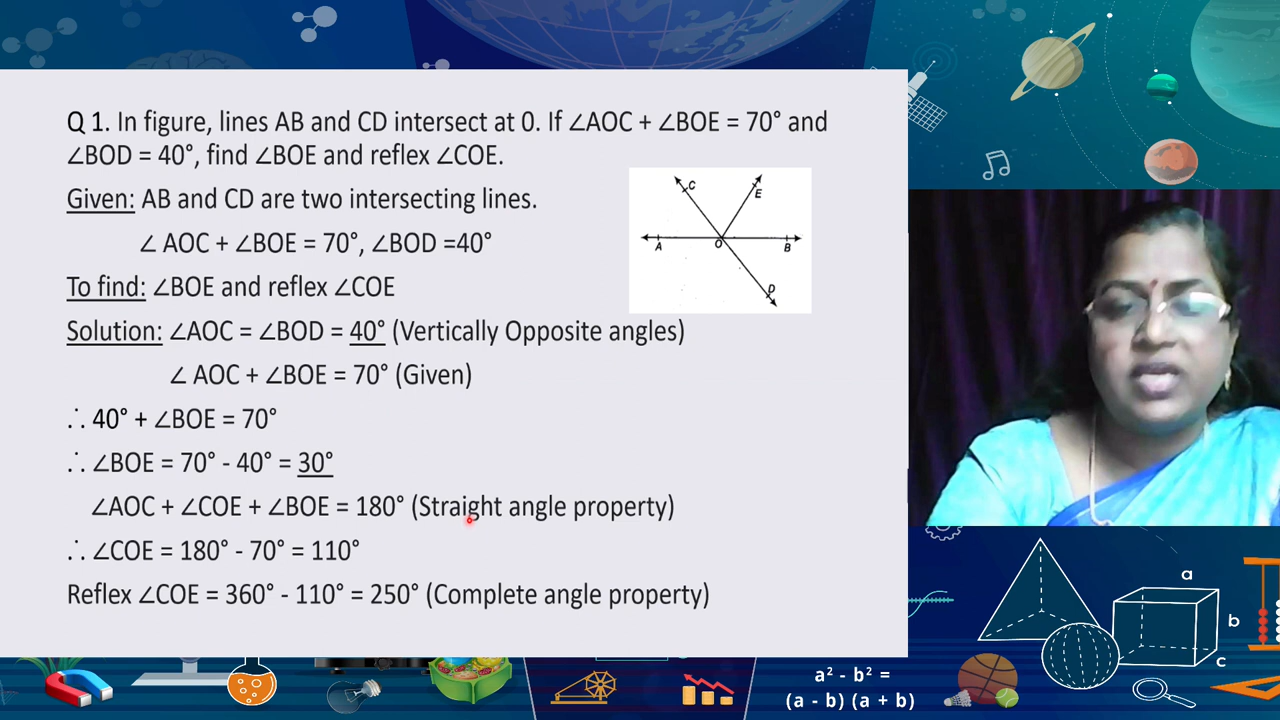 Q 1. In figure, lines AB and CD intersect at 0. If ∠AOC + ∠BOE = 70° and
∠BOD = 40°, find ∠BOE and reflex ∠COE.
Given: AB and CD are two intersecting lines.
∠ AOC + ∠BOE = 70°, ∠BOD =40°
To find: ∠BOE and reflex ∠COE
Solution: ∠AOC = ∠BOD = 40° (Vertically Opposite angles)
∠ AOC + ∠BOE = 70° (Given)
∴ 40° + ∠BOE = 70°
∴ ∠BOE = 70° - 40° = 30°
∠AOC + ∠COE + ∠BOE = 180° (Straight angle property)
∴ ∠COE = 180° - 70° = 110°
Reflex ∠COE = 360° - 110° = 250° (Complete angle property)
C
E
A
O
B
D
a
b
c
a² - b² =
(a - b) (a + b)